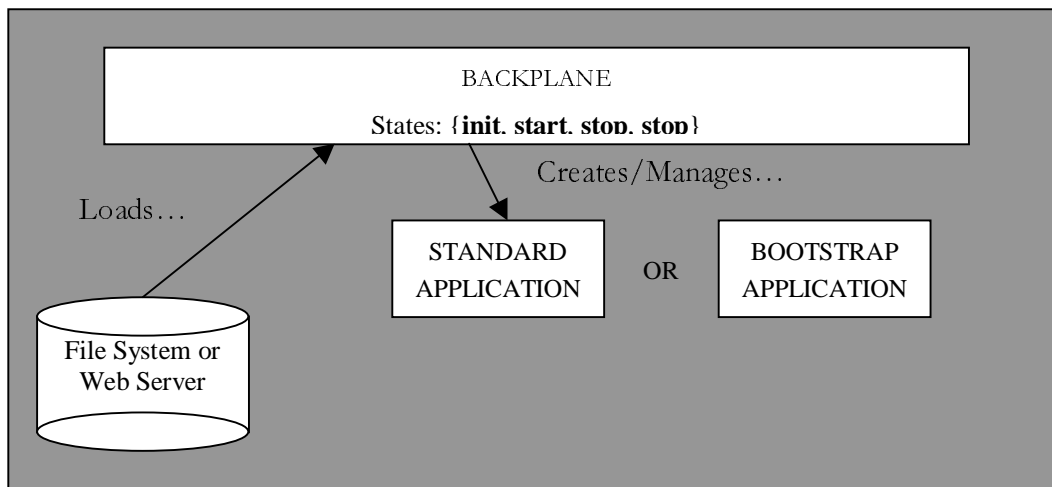 BACKPLANE
States: {init, start, stop, stop}
Creates/Manages…
Loads…
STANDARD
APPLICATION
OR
BOOTSTRAP
APPLICATION
File System or
Web Server